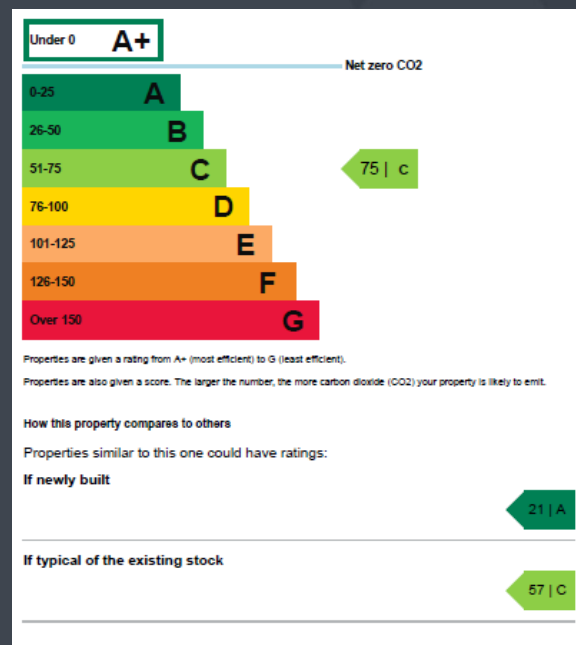 Under 0 A+
Net zero CO2
0-25 A
26-50 B
51-75 C
75 | C
76-100 D
101-125 E
126-150 F
Over 150 G
Properties are given a rating from A+ (most efficient) to G (least efficient).
Properties are also given a score. The larger the number, the more carbon dioxide (CO2) your property is likely to emit.
How this property compares to others
Properties similar to this one could have ratings:
If newly built
21 | A
If typical of the existing stock
57 | C